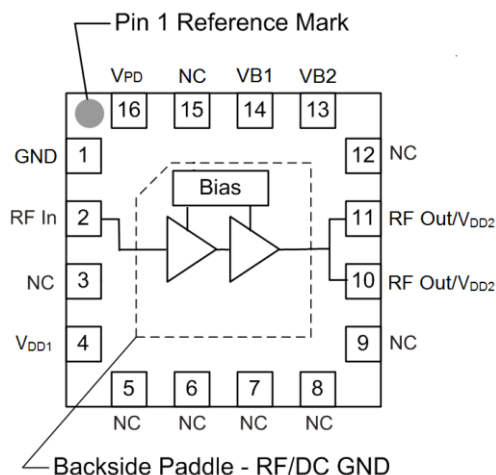 Pin 1 Reference Mark
VPD NC VB1 VB2
16 15 14 13
GND 1 12 NC
Bias
RF In 2 11 RF Out/VDD2
NC 3 10 RF Out/VDD2
VDD1 4 9 NC
5 6 7 8
NC NC NC NC
Backside Paddle - RF/DC GND